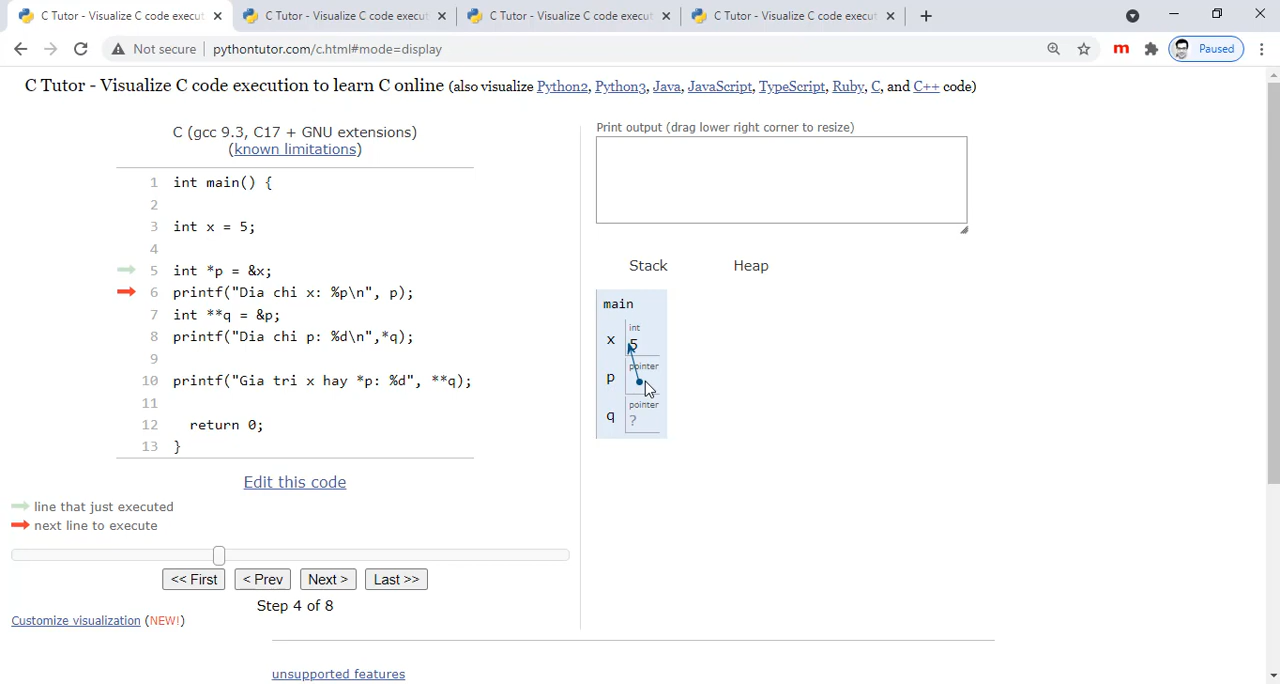 C Tutor - Visualize C code execut
C Tutor - Visualize C code execut
C Tutor - Visualize C code execut
C Tutor - Visualize C code execut
Not secure
pythontutor.com/c.html#mode=display
m
Paused
C Tutor - Visualize C code execution to learn C online (also visualize Python2, Python3, Java, JavaScript, TypeScript, Ruby, C, and C++ code)
C (gcc 9.3, C17 + GNU extensions)
(known limitations)
1 int main() {
2
3 int x = 5;
4
5 int *p = &x;
6 printf("Dia chi x: %p\n", p);
7 int **q = &p;
8 printf("Dia chi p: %d\n",*q);
9
10 printf("Gia tri x hay *p: %d", **q);
11
12 return 0;
13 }
Edit this code
line that just executed
next line to execute
<< First
< Prev
Next >
Last >>
Step 4 of 8
Customize visualization (NEW!)
Print output (drag lower right corner to resize)
Stack
Heap
main
int
x 5
pointer
p
pointer
q ?
unsupported features